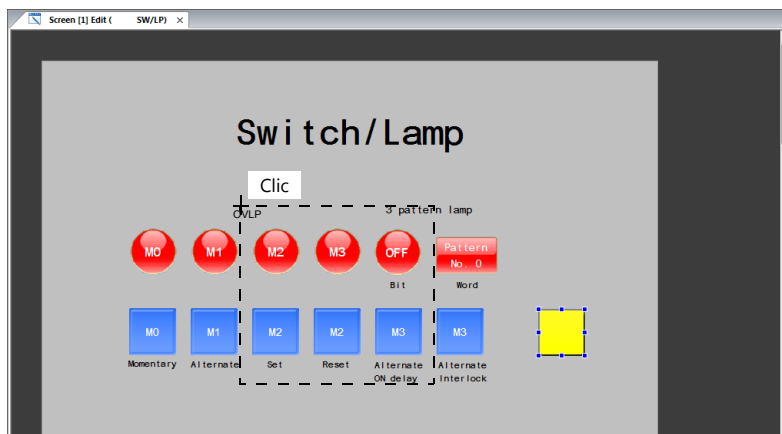 Screen [1] Edit ( SW/LP) ×
Switch/Lamp
Clic
OVLP
3 pattern lamp
M0 M1 M2 M3 OFF Pattern
No. 0
Bit Word
M0 M1 M2 M2 M3 M3
Momentary Alternate Set Reset Alternate Alternate
ON delay Interlock